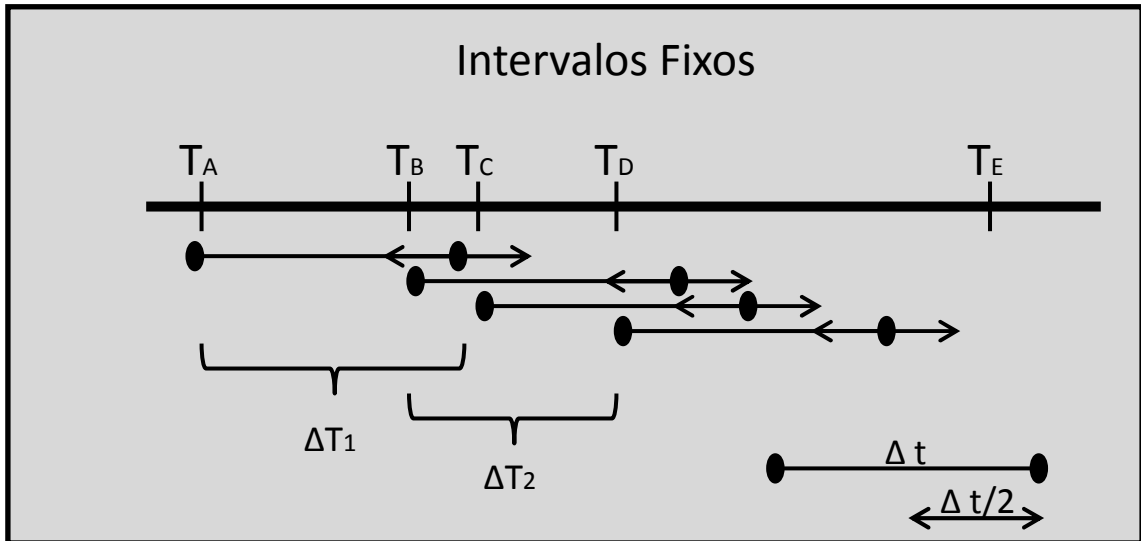 Intervalos Fixos
TA TB TC TD TE
ΔT1
ΔT2
Δ t
Δ t/2